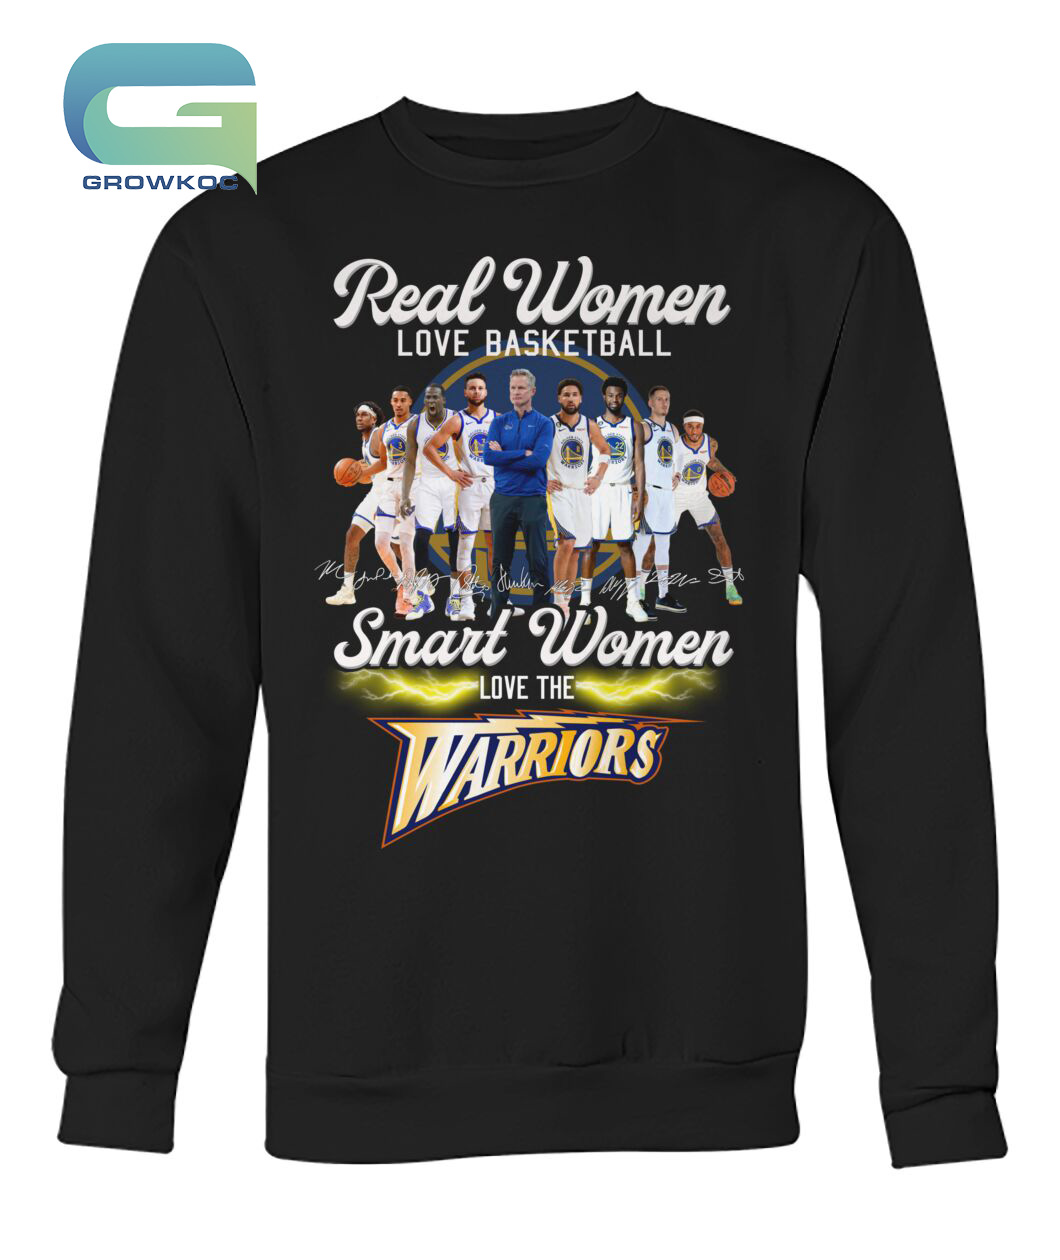 GROWKOC
Real Women
LOVE BASKETBALL
Smart Women
LOVE THE
WARRIORS